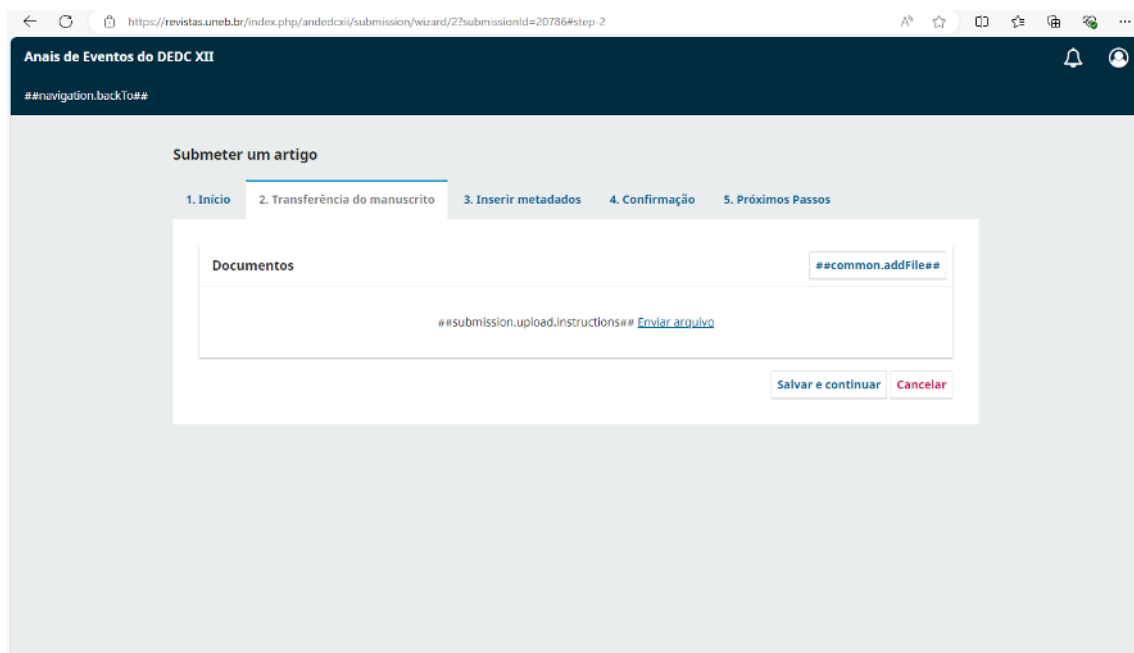 https://revistas.uneb.br/index.php/andedcxii/submission/wizard/2?submissionId=20786#step-2
Anais de Eventos do DEDC XII
##navigation.backTo##
Submeter um artigo
1. Início 2. Transferência do manuscrito 3. Inserir metadados 4. Confirmação 5. Próximos Passos
Documentos ##common.addFile##
##submission.upload.instructions## Enviar arquivo
Salvar e continuar Cancelar